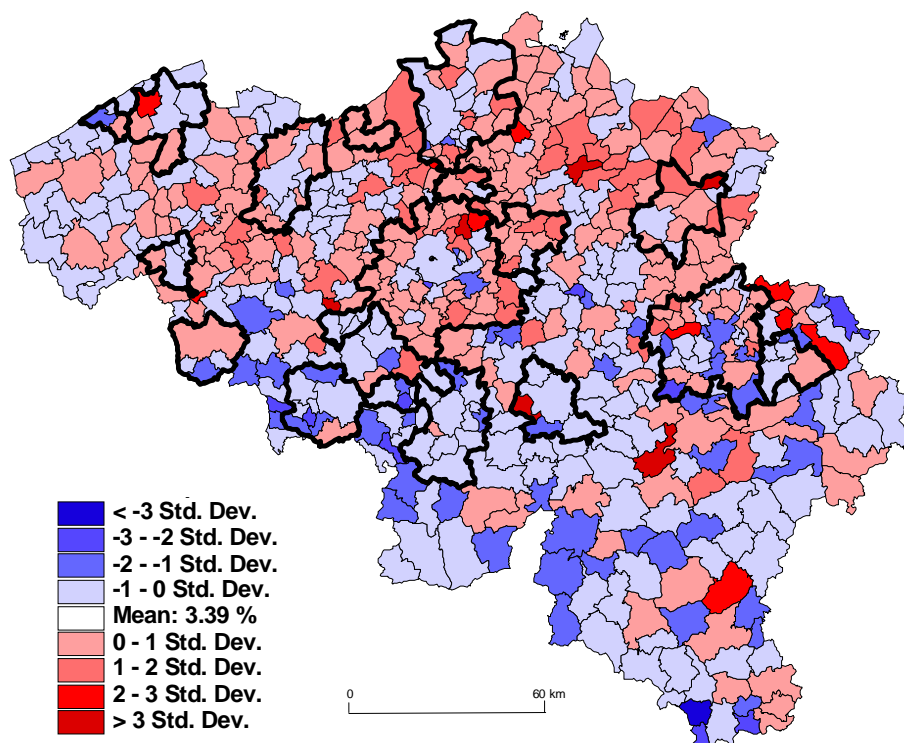 < -3 Std. Dev.
-3 - -2 Std. Dev.
-2 - -1 Std. Dev.
-1 - 0 Std. Dev.
Mean: 3.39 %
0 - 1 Std. Dev.
1 - 2 Std. Dev.
2 - 3 Std. Dev.
> 3 Std. Dev.
0 60 km